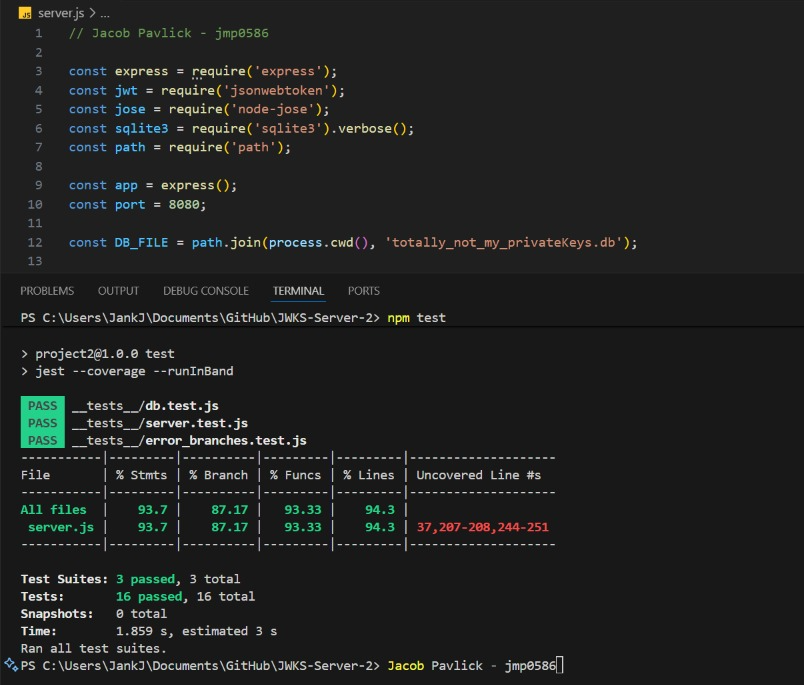 JS server.js > ...
1 // Jacob Pavlick - jmp0586
2
3 const express = require('express');
4 const jwt = require('jsonwebtoken');
5 const jose = require('node-jose');
6 const sqlite3 = require('sqlite3').verbose();
7 const path = require('path');
8
9 const app = express();
10 const port = 8080;
11
12 const DB_FILE = path.join(process.cwd(), 'totally_not_my_privateKeys.db');
13
PROBLEMS OUTPUT DEBUG CONSOLE TERMINAL PORTS
PS C:\Users\JankJ\Documents\GitHub\JWKS-Server-2> npm test
> project2@1.0.0 test
> jest --coverage --runInBand
PASS __tests__/db.test.js
PASS __tests__/server.test.js
PASS __tests__/error_branches.test.js
-----------|---------|----------|---------|---------|-------------------
File | % Stmts | % Branch | % Funcs | % Lines | Uncovered Line #s
-----------|---------|----------|---------|---------|-------------------
All files | 93.7 | 87.17 | 93.33 | 94.3 |
server.js | 93.7 | 87.17 | 93.33 | 94.3 | 37,207-208,244-251
-----------|---------|----------|---------|---------|-------------------
Test Suites: 3 passed, 3 total
Tests: 16 passed, 16 total
Snapshots: 0 total
Time: 1.859 s, estimated 3 s
Ran all test suites.
PS C:\Users\JankJ\Documents\GitHub\JWKS-Server-2> Jacob Pavlick - jmp0586